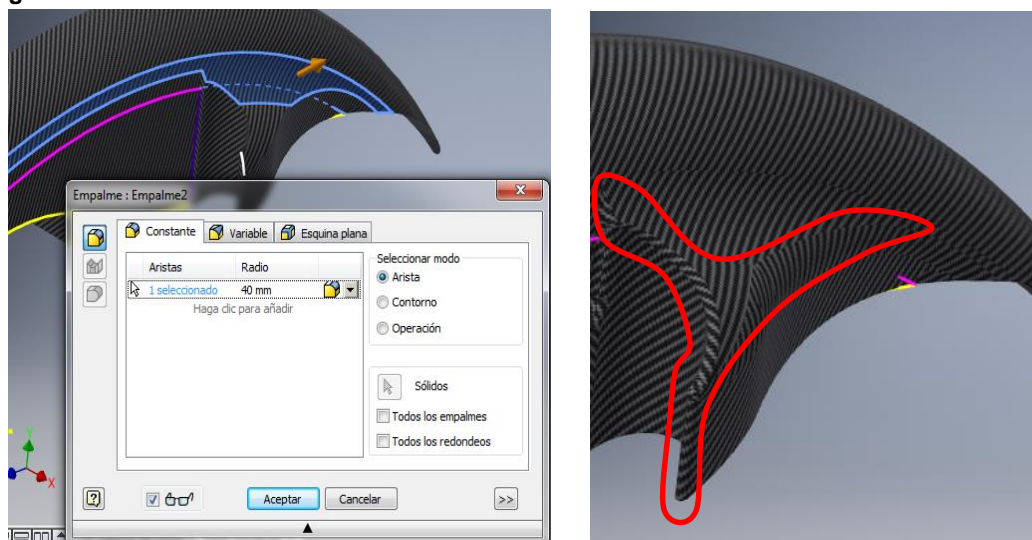 g
Empalme : Empalme2
Constante Variable Esquina plana
Aristas Radio
1 seleccionado 40 mm
Haga clic para añadir
Seleccionar modo
Arista
Contorno
Operación
Sólidos
Todos los empalmes
Todos los redondeos
Aceptar Cancelar >>
Y
X